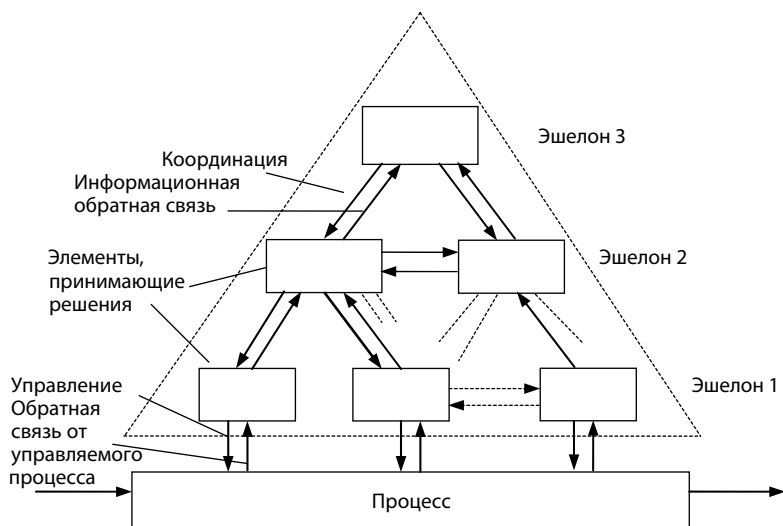 Эшелон 3
Координация
Информационная
обратная связь
Элементы,
принимающие
решения
Эшелон 2
Управление
Обратная
связь от
управляемого
процесса
Эшелон 1
Процесс